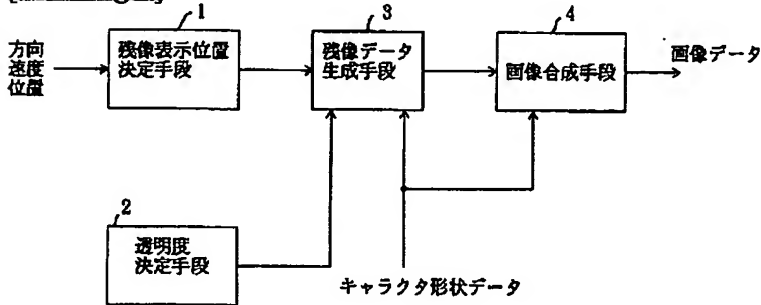 1
3
4
方向
速度
位置
残像表示位置
決定手段
残像データ
生成手段
画像合成手段
画像データ
2
透明度
決定手段
キャラクタ形状データ